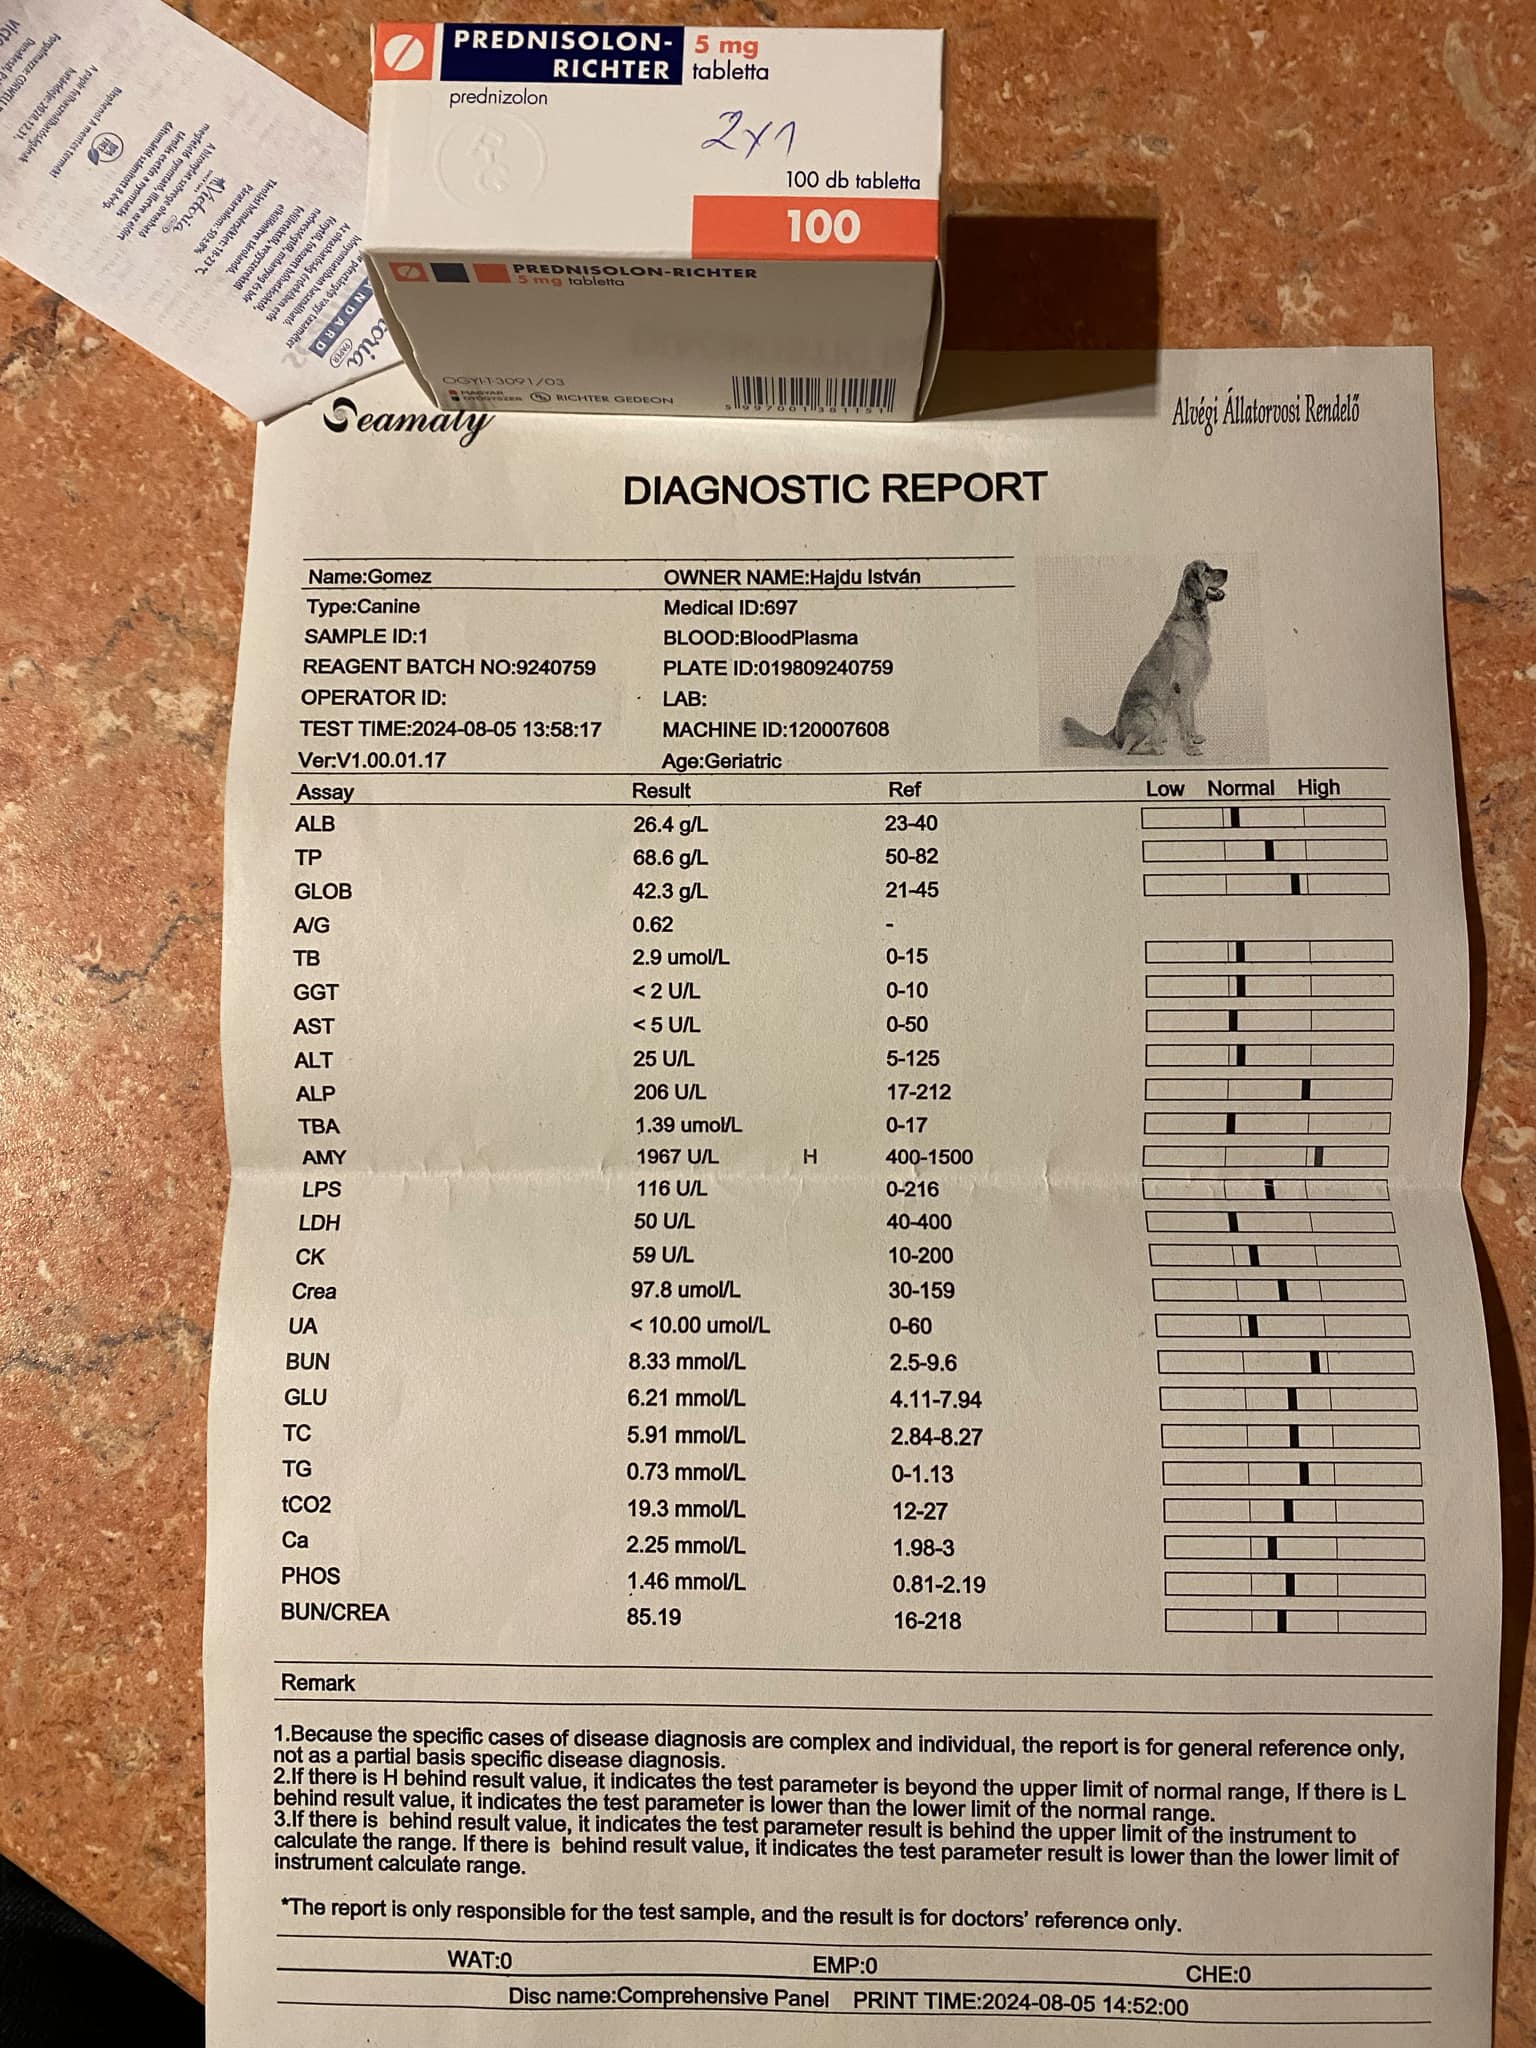 PREDNISOLON-
RICHTER
5 mg
tabletta
prednizolon
2x1
100 db tabletta
100
PREDNISOLON-RICHTER
5 mg tabletta
OGYI-T-3091/03
MAGYAR
GYÓGYSZER
RICHTER GEDEON
5 997001 381151
Victoria
PAPER
Páratartalom: 50±5%
Tárolási hőmérséklet: 18-23°C
Biszfenol A mentes termék!
Seamaty
Alvégi Állatorvosi Rendelő
DIAGNOSTIC REPORT
Name:Gomez OWNER NAME:Hajdu István
Type:Canine Medical ID:697
SAMPLE ID:1 BLOOD:BloodPlasma
REAGENT BATCH NO:9240759 PLATE ID:019809240759
OPERATOR ID: LAB:
TEST TIME:2024-08-05 13:58:17 MACHINE ID:120007608
Ver:V1.00.01.17 Age:Geriatric
Assay Result Ref Low Normal High
ALB 26.4 g/L 23-40
TP 68.6 g/L 50-82
GLOB 42.3 g/L 21-45
A/G 0.62 -
TB 2.9 umol/L 0-15
GGT < 2 U/L 0-10
AST < 5 U/L 0-50
ALT 25 U/L 5-125
ALP 206 U/L 17-212
TBA 1.39 umol/L 0-17
AMY 1967 U/L H 400-1500
LPS 116 U/L 0-216
LDH 50 U/L 40-400
CK 59 U/L 10-200
Crea 97.8 umol/L 30-159
UA < 10.00 umol/L 0-60
BUN 8.33 mmol/L 2.5-9.6
GLU 6.21 mmol/L 4.11-7.94
TC 5.91 mmol/L 2.84-8.27
TG 0.73 mmol/L 0-1.13
tCO2 19.3 mmol/L 12-27
Ca 2.25 mmol/L 1.98-3
PHOS 1.46 mmol/L 0.81-2.19
BUN/CREA 85.19 16-218
Remark
1.Because the specific cases of disease diagnosis are complex and individual, the report is for general reference only,
not as a partial basis specific disease diagnosis.
2.If there is H behind result value, it indicates the test parameter is beyond the upper limit of normal range, If there is L
behind result value, it indicates the test parameter is lower than the lower limit of the normal range.
3.If there is  behind result value, it indicates the test parameter result is behind the upper limit of the instrument to
calculate the range. If there is  behind result value, it indicates the test parameter result is lower than the lower limit of
instrument calculate range.
*The report is only responsible for the test sample, and the result is for doctors' reference only.
WAT:0 EMP:0 CHE:0
Disc name:Comprehensive Panel PRINT TIME:2024-08-05 14:52:00